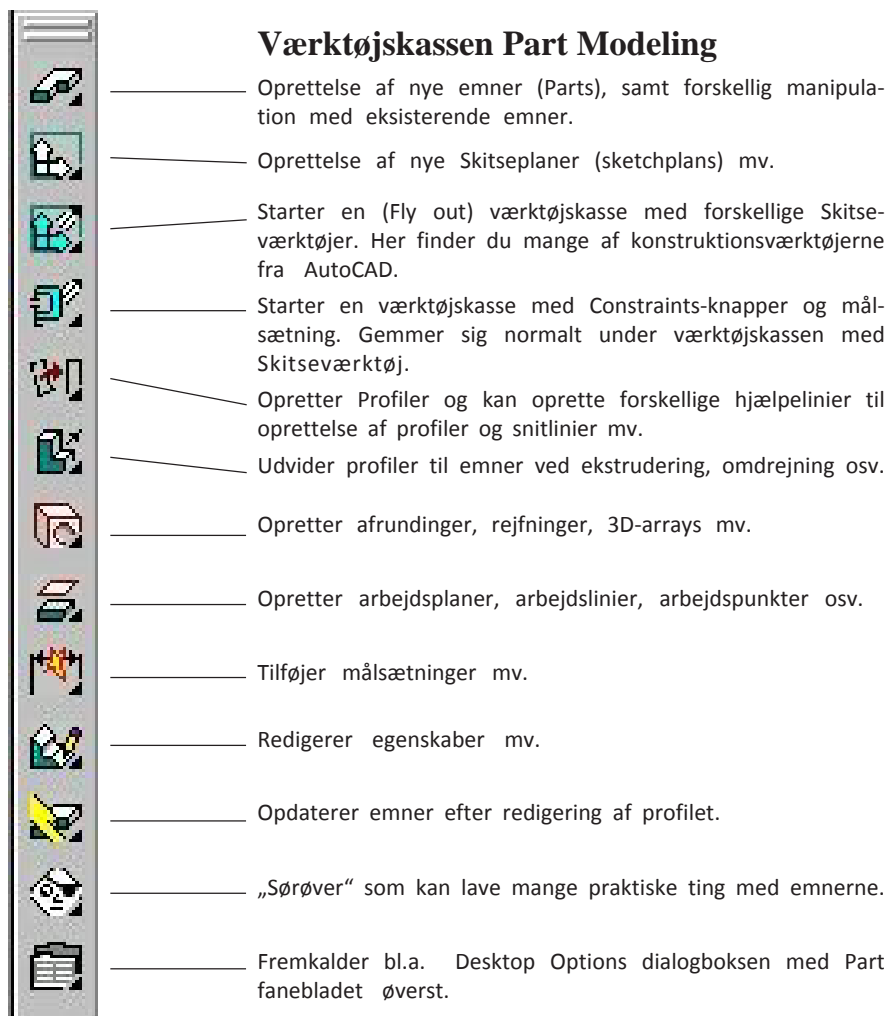 Værktøjskassen Part Modeling
Oprettelse af nye emner (Parts), samt forskellig manipula-
tion med eksisterende emner.
Oprettelse af nye Skitseplaner (sketchplans) mv.
Starter en (Fly out) værktøjskasse med forskellige Skitse-
værktøjer. Her finder du mange af konstruktionsværktøjerne
fra AutoCAD.
Starter en værktøjskasse med Constraints-knapper og mål-
sætning. Gemmer sig normalt under værktøjskassen med
Skitseværktøj.
Opretter Profiler og kan oprette forskellige hjælpelinier til
oprettelse af profiler og snitlinier mv.
Udvider profiler til emner ved ekstrudering, omdrejning osv.
Opretter afrundinger, rejfninger, 3D-arrays mv.
Opretter arbejdsplaner, arbejdslinier, arbejdspunkter osv.
Tilføjer målsætninger mv.
Redigerer egenskaber mv.
Opdaterer emner efter redigering af profilet.
„Sørøver“ som kan lave mange praktiske ting med emnerne.
Fremkalder bl.a. Desktop Options dialogboksen med Part
fanebladet øverst.